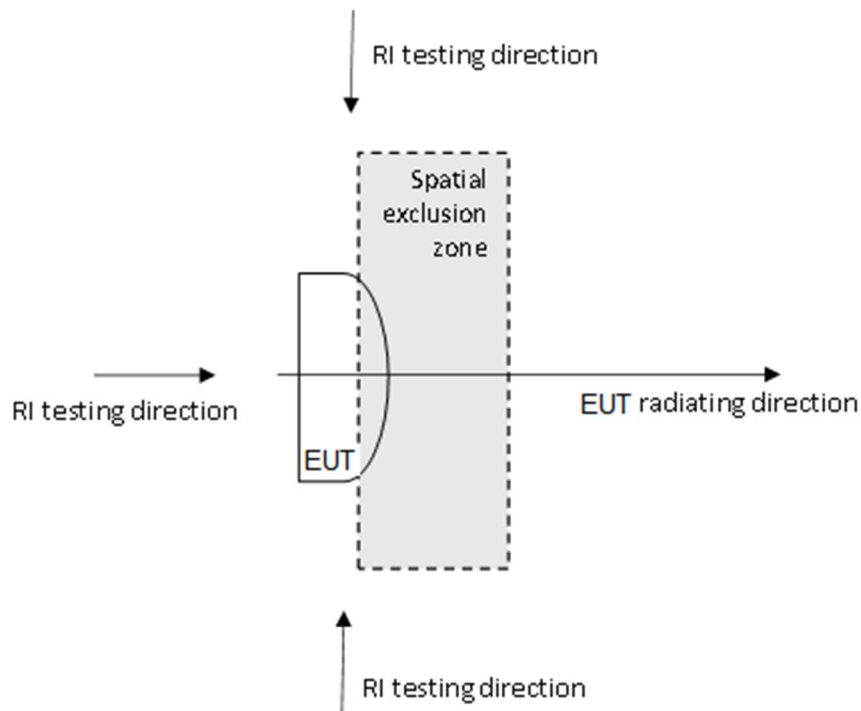 RI testing direction
Spatial
exclusion
zone
RI testing direction
EUT radiating direction
EUT
RI testing direction